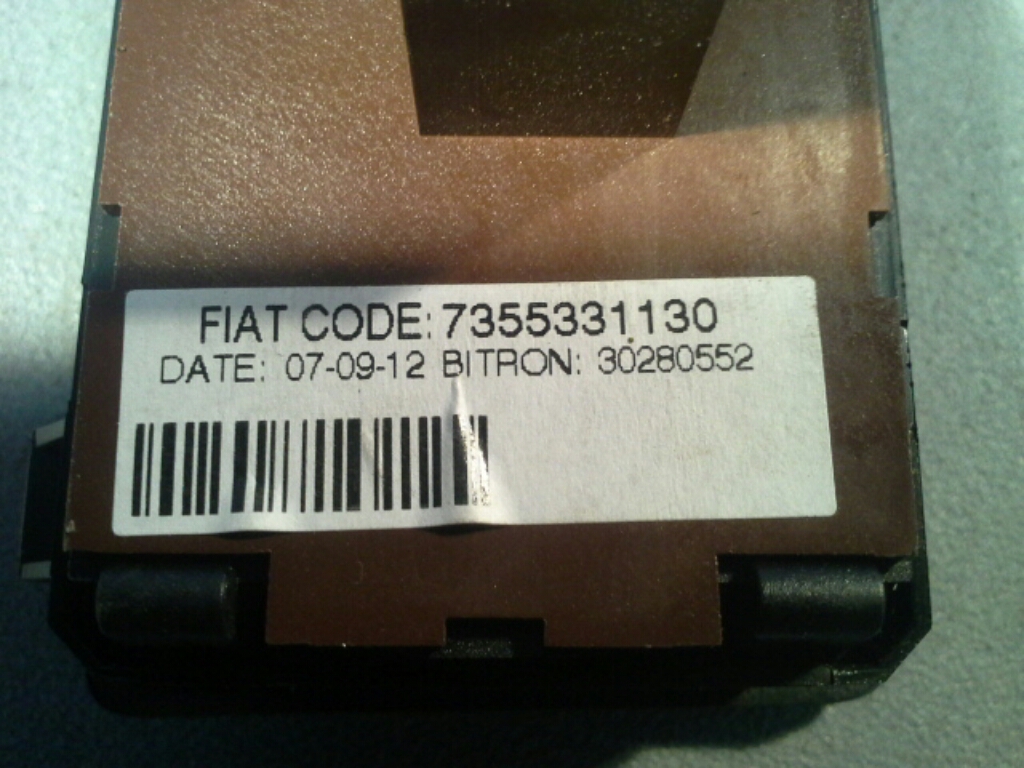 FIAT CODE: 7355331130
DATE: 07-09-12 BITRON: 30280552